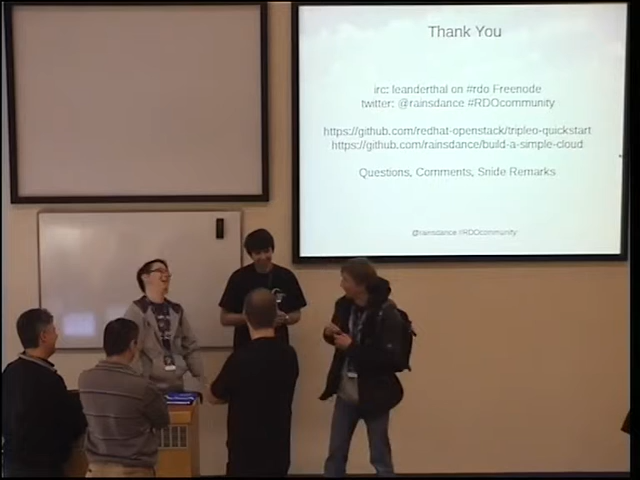 Thank You
irc: leanderthal on #rdo Freenode
twitter: @rainsdance #RDOcommunity
https://github.com/redhat-openstack/tripleo-quickstart
https://github.com/rainsdance/build-a-simple-cloud
Questions, Comments, Snide Remarks
@rainsdance #RDOcommunity